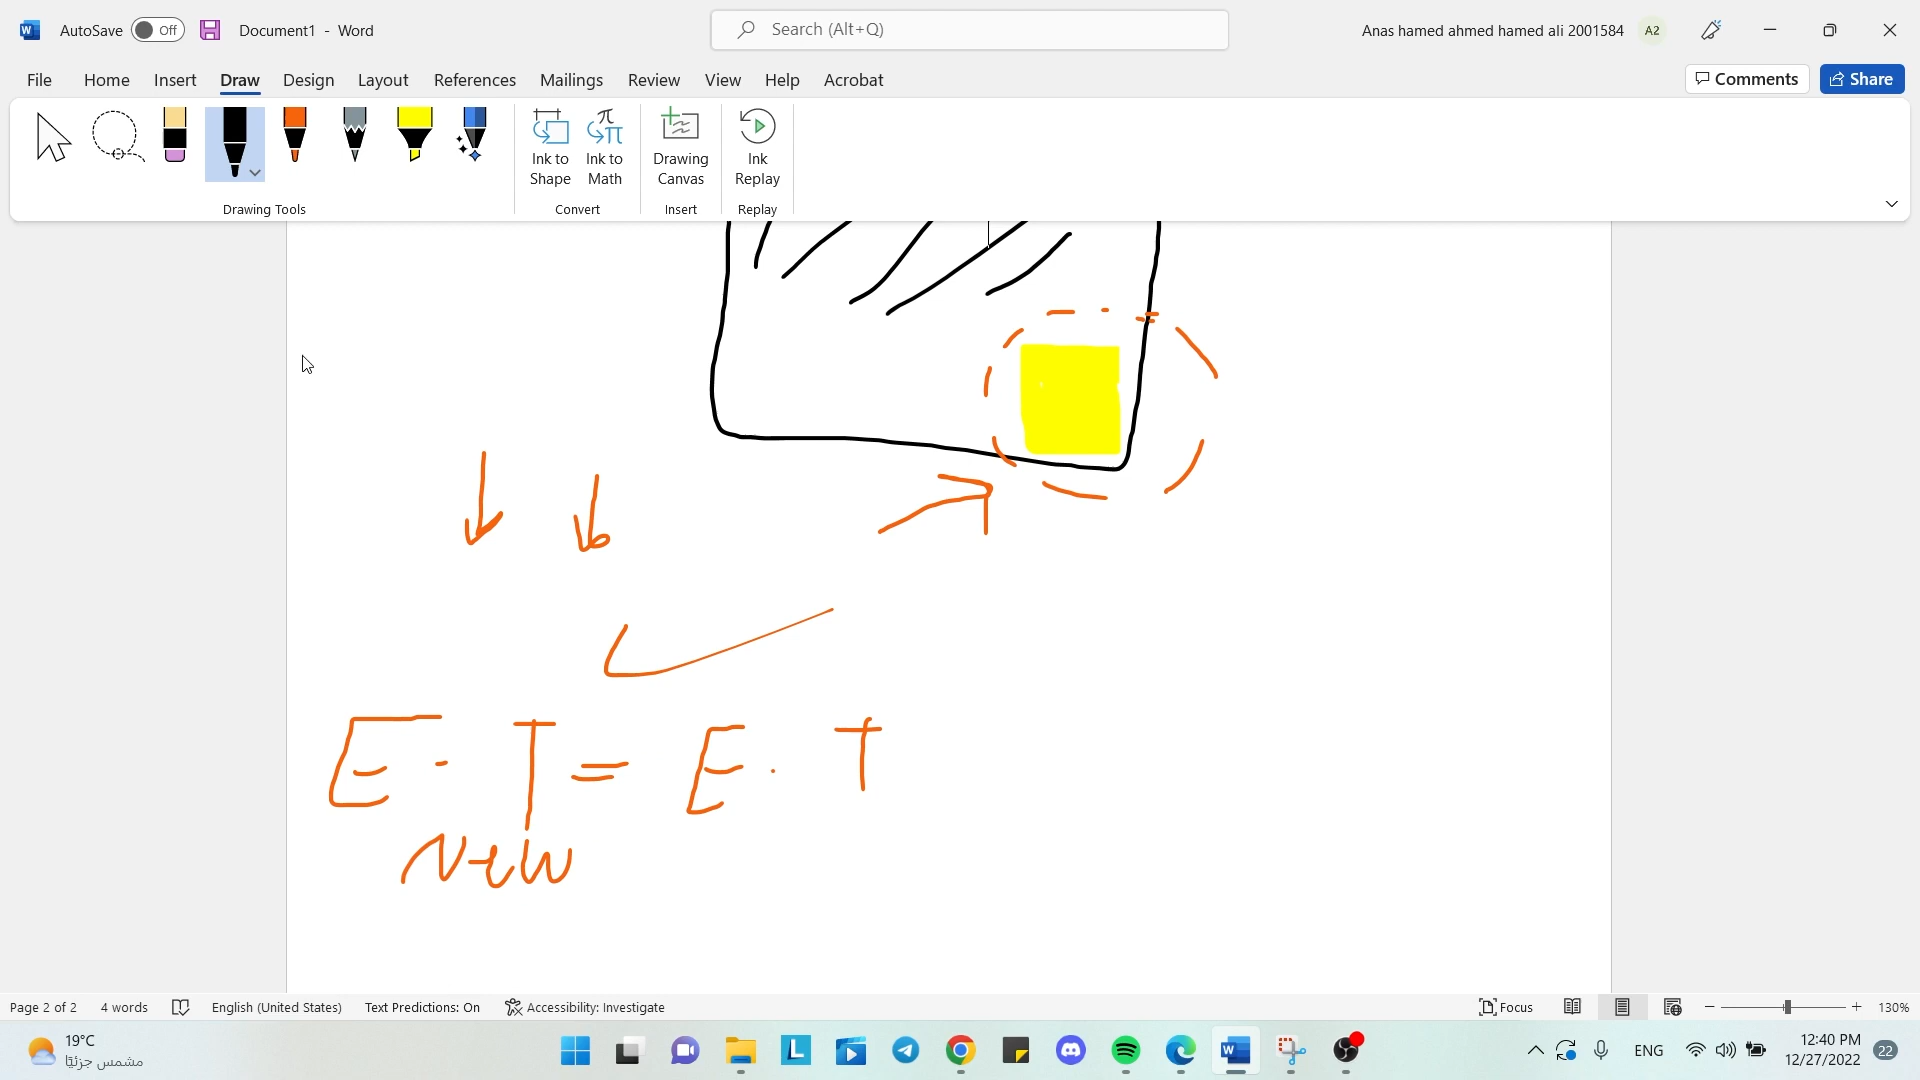 AutoSave Off Document1 - Word Search (Alt+Q) Anas hamed ahmed hamed ali 2001584 A2
File Home Insert Draw Design Layout References Mailings Review View Help Acrobat Comments Share
Ink to Shape
Ink to Math
Drawing Canvas
Ink Replay
Drawing Tools Convert Insert Replay
E · T = E · T
New
Page 2 of 2 4 words English (United States) Text Predictions: On Accessibility: Investigate Focus 130%
19°C
مشمس جزئيًا
ENG
12:40 PM
12/27/2022
22